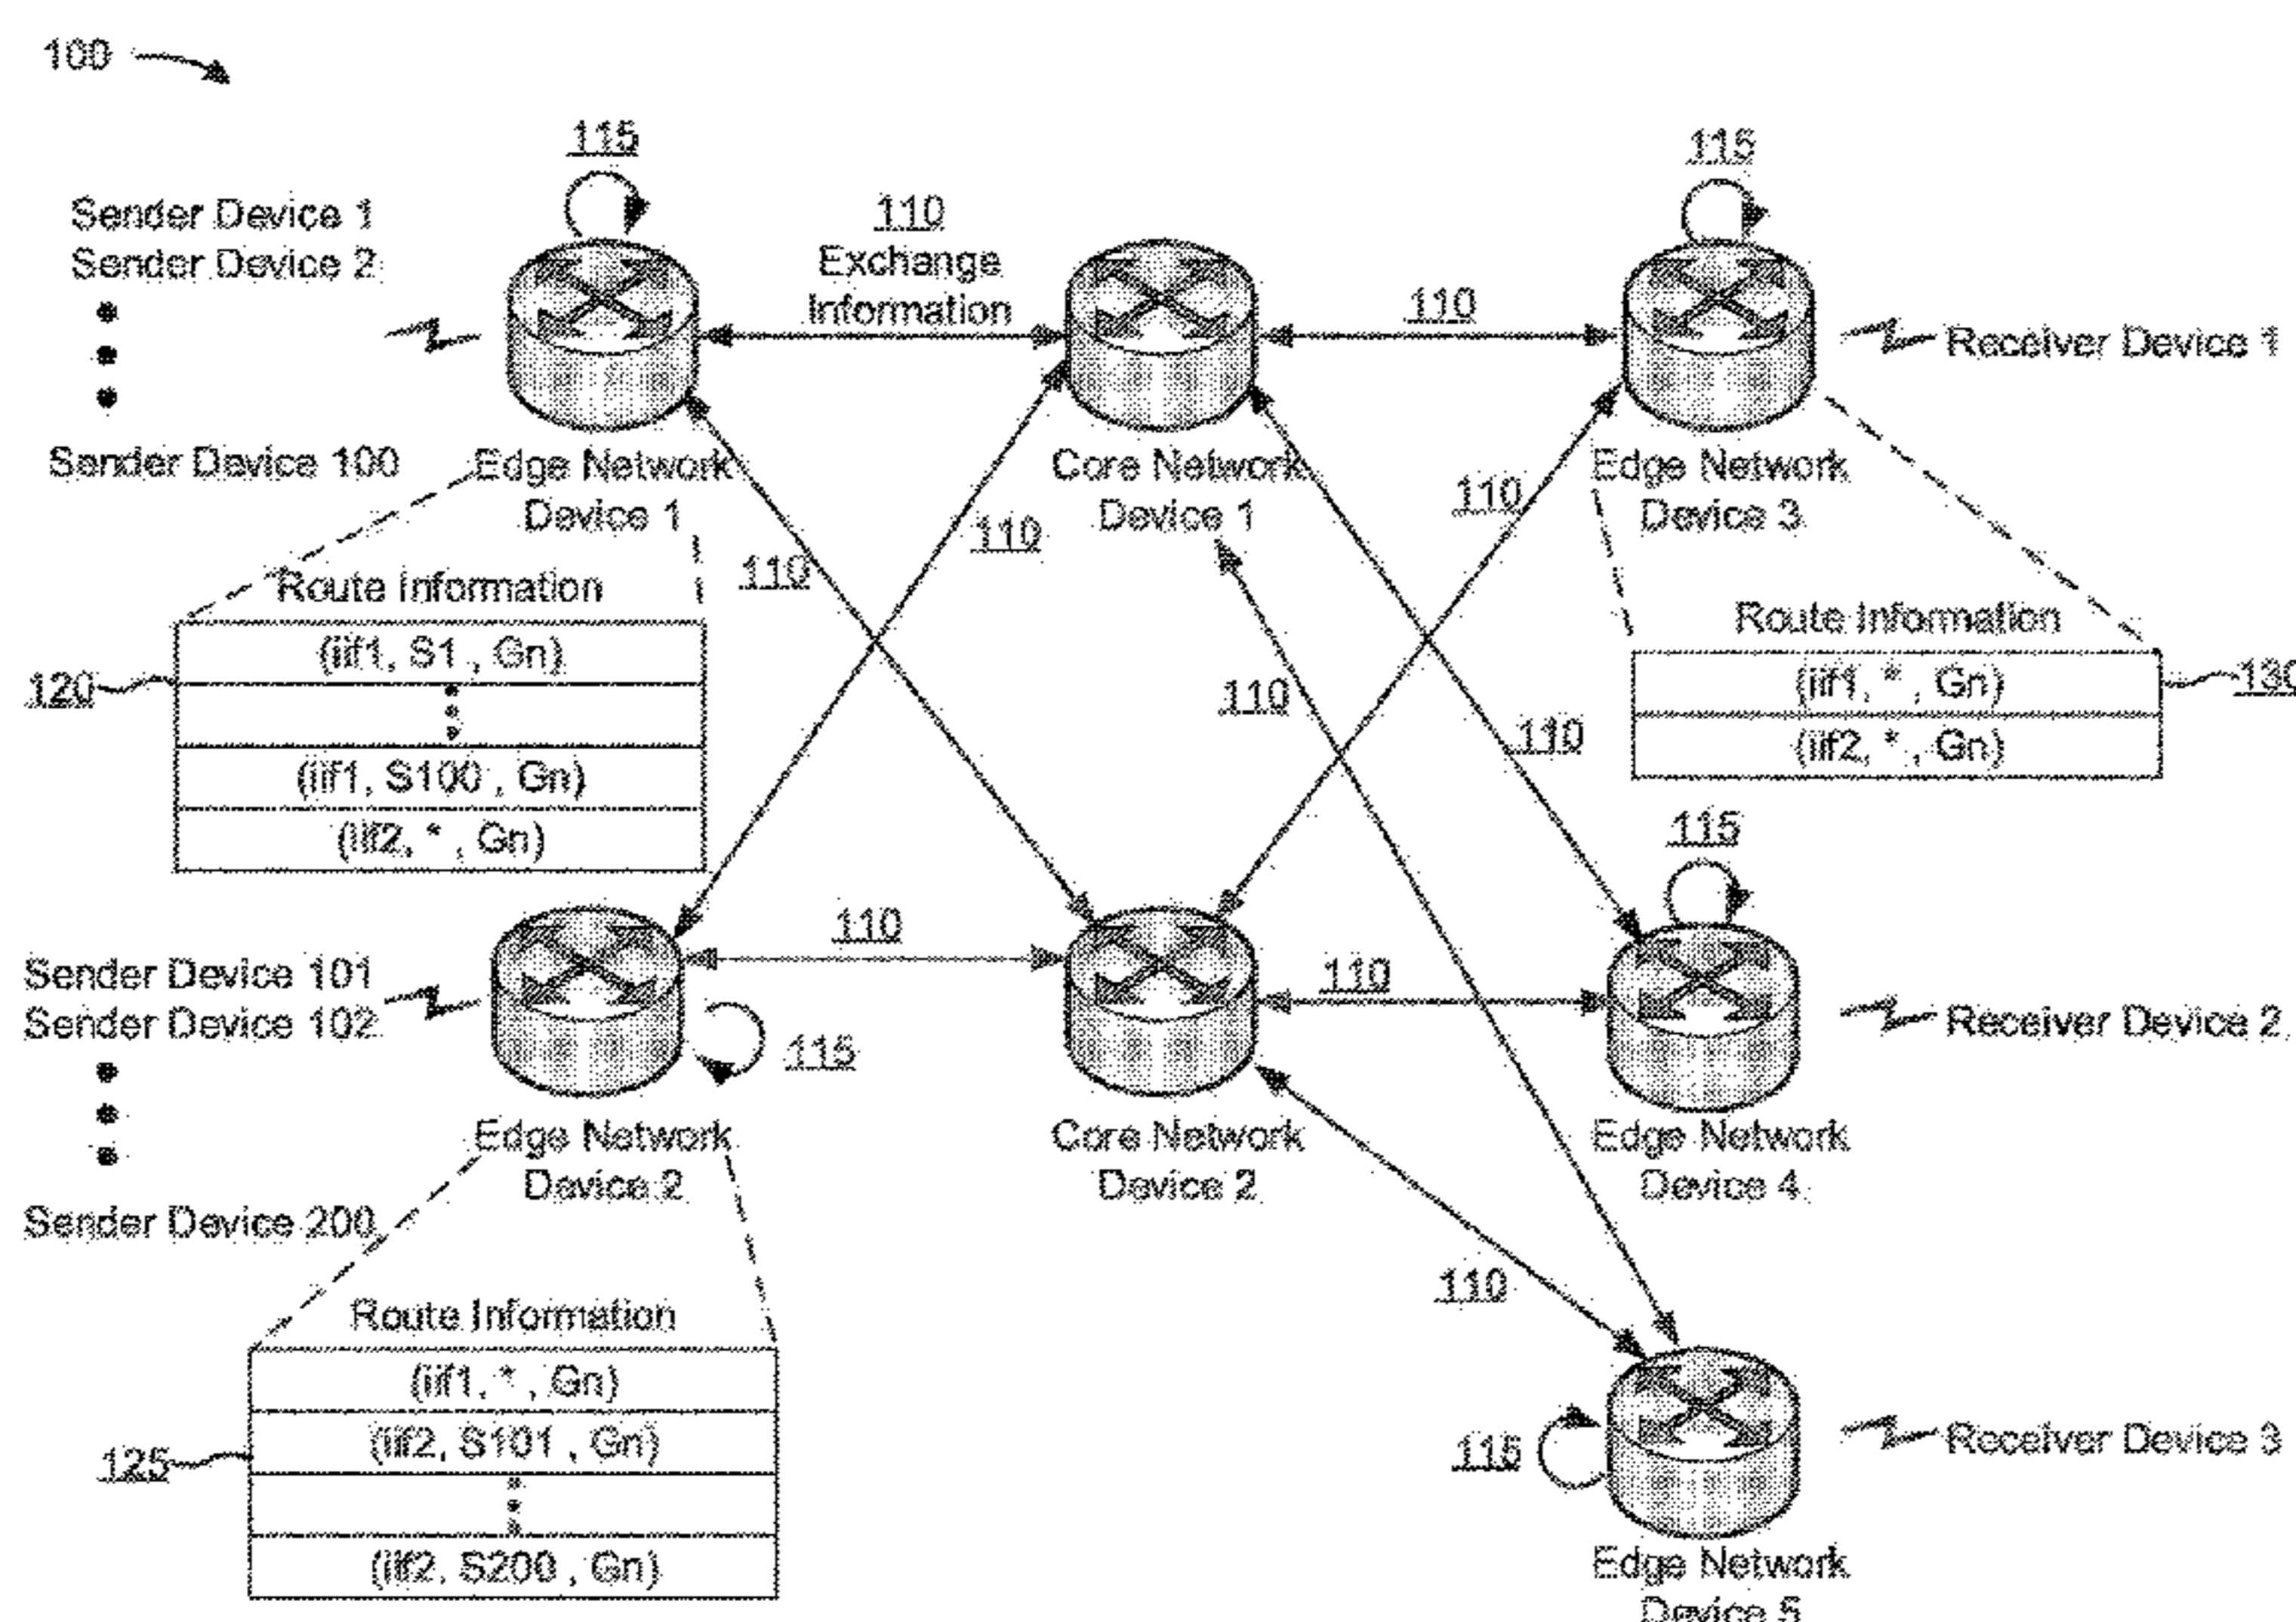 100
115
115
Sender Device 1
Sender Device 2
Sender Device 100
110
Exchange
Information
110
Receiver Device 1
Edge Network
Device 1
Core Network
Device 1
Edge Network
Device 3
110
110
110
110
110
Route Information
120
(iif1, S1 , Gn)
(iif1, S100 , Gn)
(iif2, * , Gn)
Route Information
(iif1, * , Gn)
(iif2, * , Gn)
130
115
110
110
Sender Device 101
Sender Device 102
Sender Device 200
115
Receiver Device 2
Edge Network
Device 2
Core Network
Device 2
Edge Network
Device 4
110
Route Information
125
(iif1, * , Gn)
(iif2, S101 , Gn)
(iif2, S200 , Gn)
115
Receiver Device 3
Edge Network
Device 5